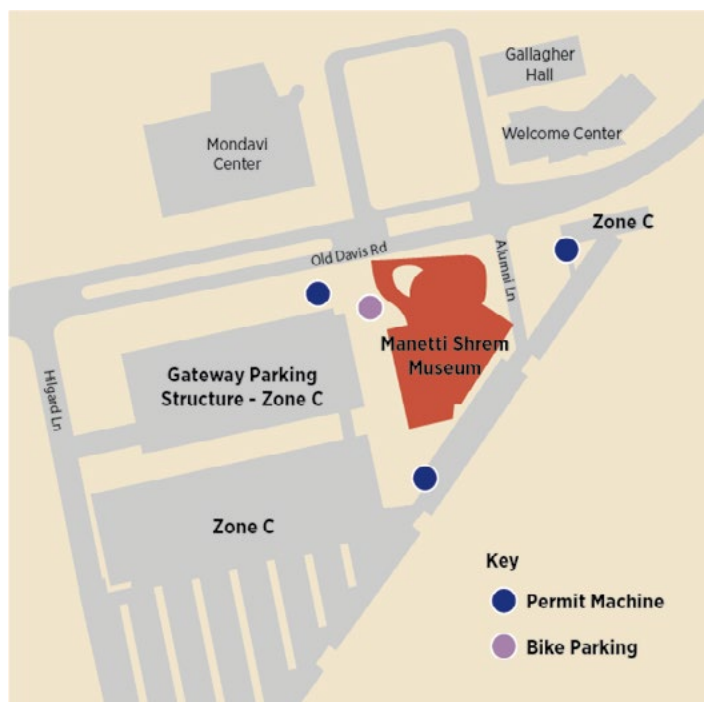 Gallagher
Hall
Mondavi
Center
Welcome Center
Zone C
Old Davis Rd
Alumni Ln
Manetti Shrem
Museum
Hilgard Ln
Gateway Parking
Structure - Zone C
Zone C
Key
Permit Machine
Bike Parking